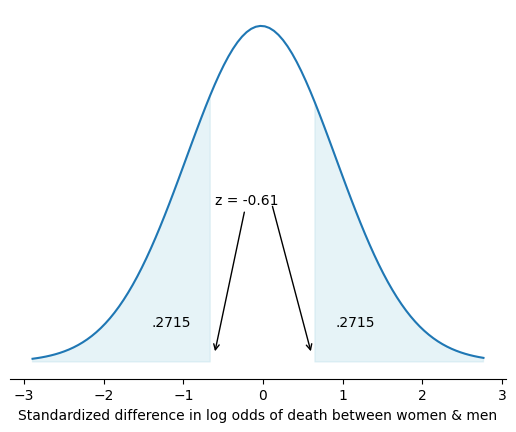 z = -0.61
.2715 .2715
−3 −2 −1 0 1 2 3
Standardized difference in log odds of death between women & men